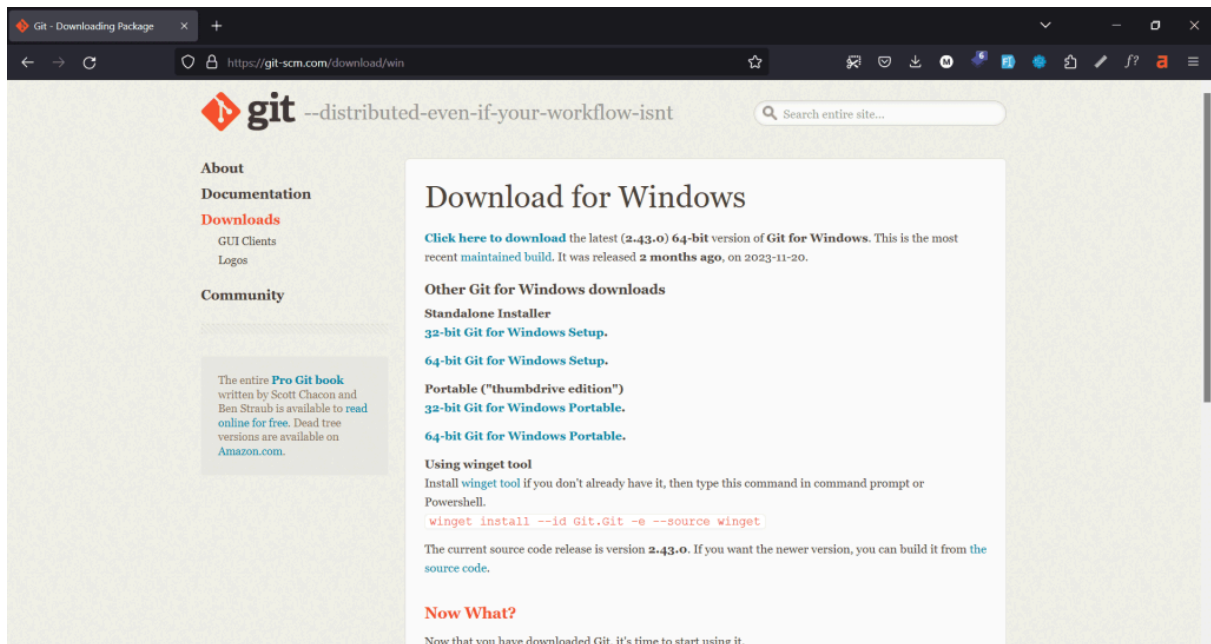 Git - Downloading Package
https://git-scm.com/download/win
6
M
FI
f?
a
git --distributed-even-if-your-workflow-isnt
Search entire site...
About
Documentation
Downloads
GUI Clients
Logos
Community
The entire Pro Git book
written by Scott Chacon and
Ben Straub is available to read
online for free. Dead tree
versions are available on
Amazon.com.
Download for Windows
Click here to download the latest (2.43.0) 64-bit version of Git for Windows. This is the most
recent maintained build. It was released 2 months ago, on 2023-11-20.
Other Git for Windows downloads
Standalone Installer
32-bit Git for Windows Setup.
64-bit Git for Windows Setup.
Portable ("thumbdrive edition")
32-bit Git for Windows Portable.
64-bit Git for Windows Portable.
Using winget tool
Install winget tool if you don't already have it, then type this command in command prompt or
Powershell.
winget install --id Git.Git -e --source winget
The current source code release is version 2.43.0. If you want the newer version, you can build it from the
source code.
Now What?
Now that you have downloaded Git, it's time to start using it.